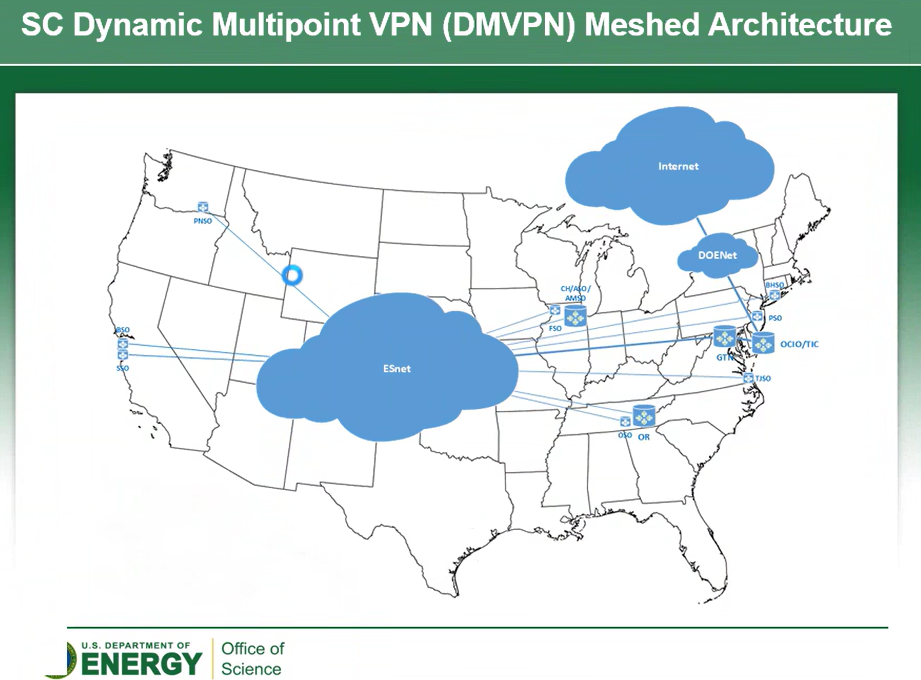 SC Dynamic Multipoint VPN (DMVPN) Meshed Architecture
Internet
DOENet
PNSO
CH/ASO/
AMSO
BHSO
FSO
PSO
BSO
OCIO/TIC
GTN
SSO
ESnet
TJSO
OSO OR
U.S. DEPARTMENT OF
ENERGY
Office of
Science